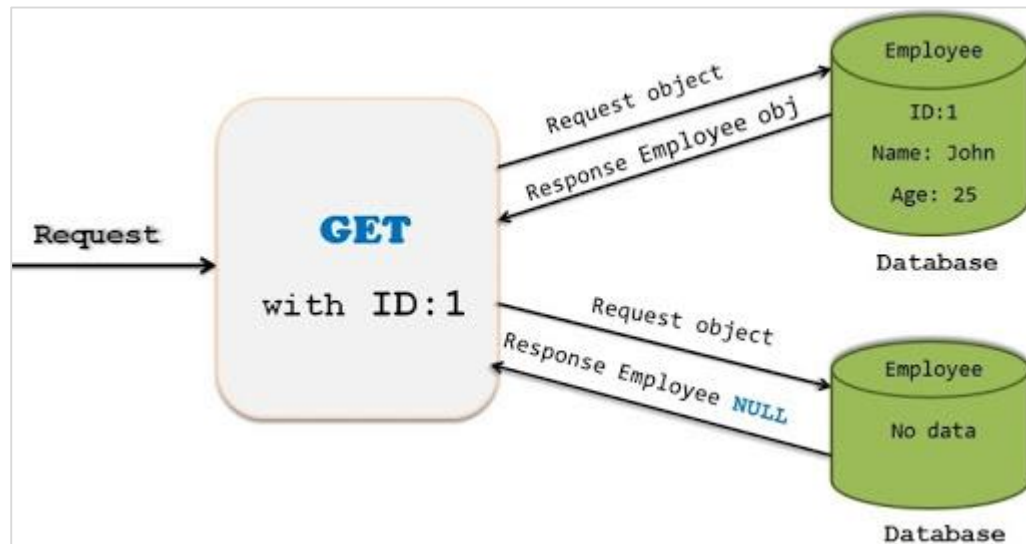 Request
GET
with ID:1
Request object
Response Employee obj
Employee
ID:1
Name: John
Age: 25
Database
Request object
Response Employee NULL
Employee
No data
Database